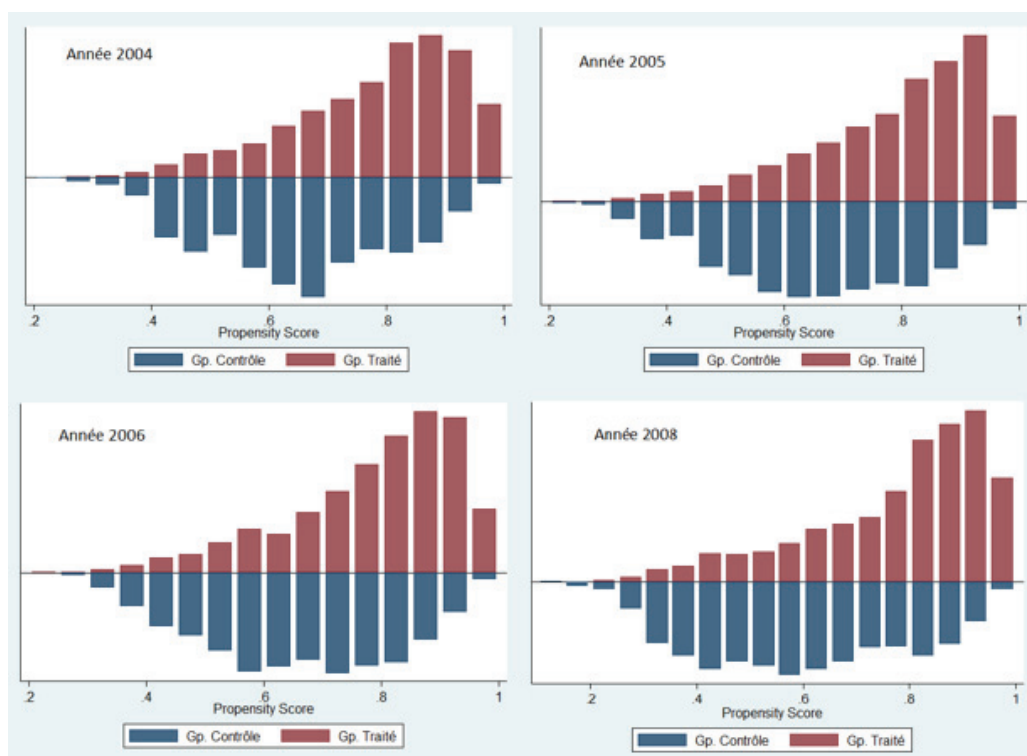 Année 2004
.2 .4 .6 .8 1
Propensity Score
Gp. Contrôle Gp. Traité
Année 2005
.2 .4 .6 .8 1
Propensity Score
Gp. Contrôle Gp. Traité
Année 2006
.2 .4 .6 .8 1
Propensity Score
Gp. Contrôle Gp. Traité
Année 2008
.2 .4 .6 .8 1
Propensity Score
Gp. Contrôle Gp. Traité